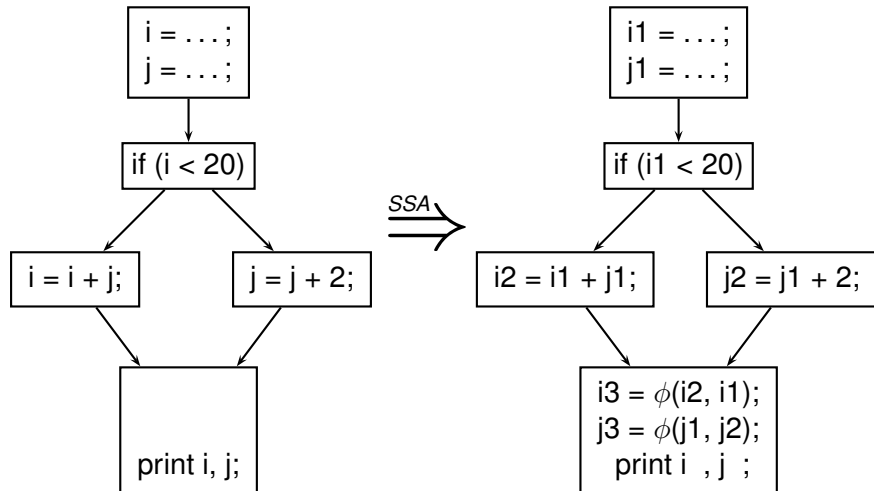 i = . . . ;
j = . . . ;
if (i < 20)
i = i + j;
j = j + 2;
print i, j;
SSA
i1 = . . . ;
j1 = . . . ;
if (i1 < 20)
i2 = i1 + j1;
j2 = j1 + 2;
i3 = ϕ(i2, i1);
j3 = ϕ(j1, j2);
print i , j ;